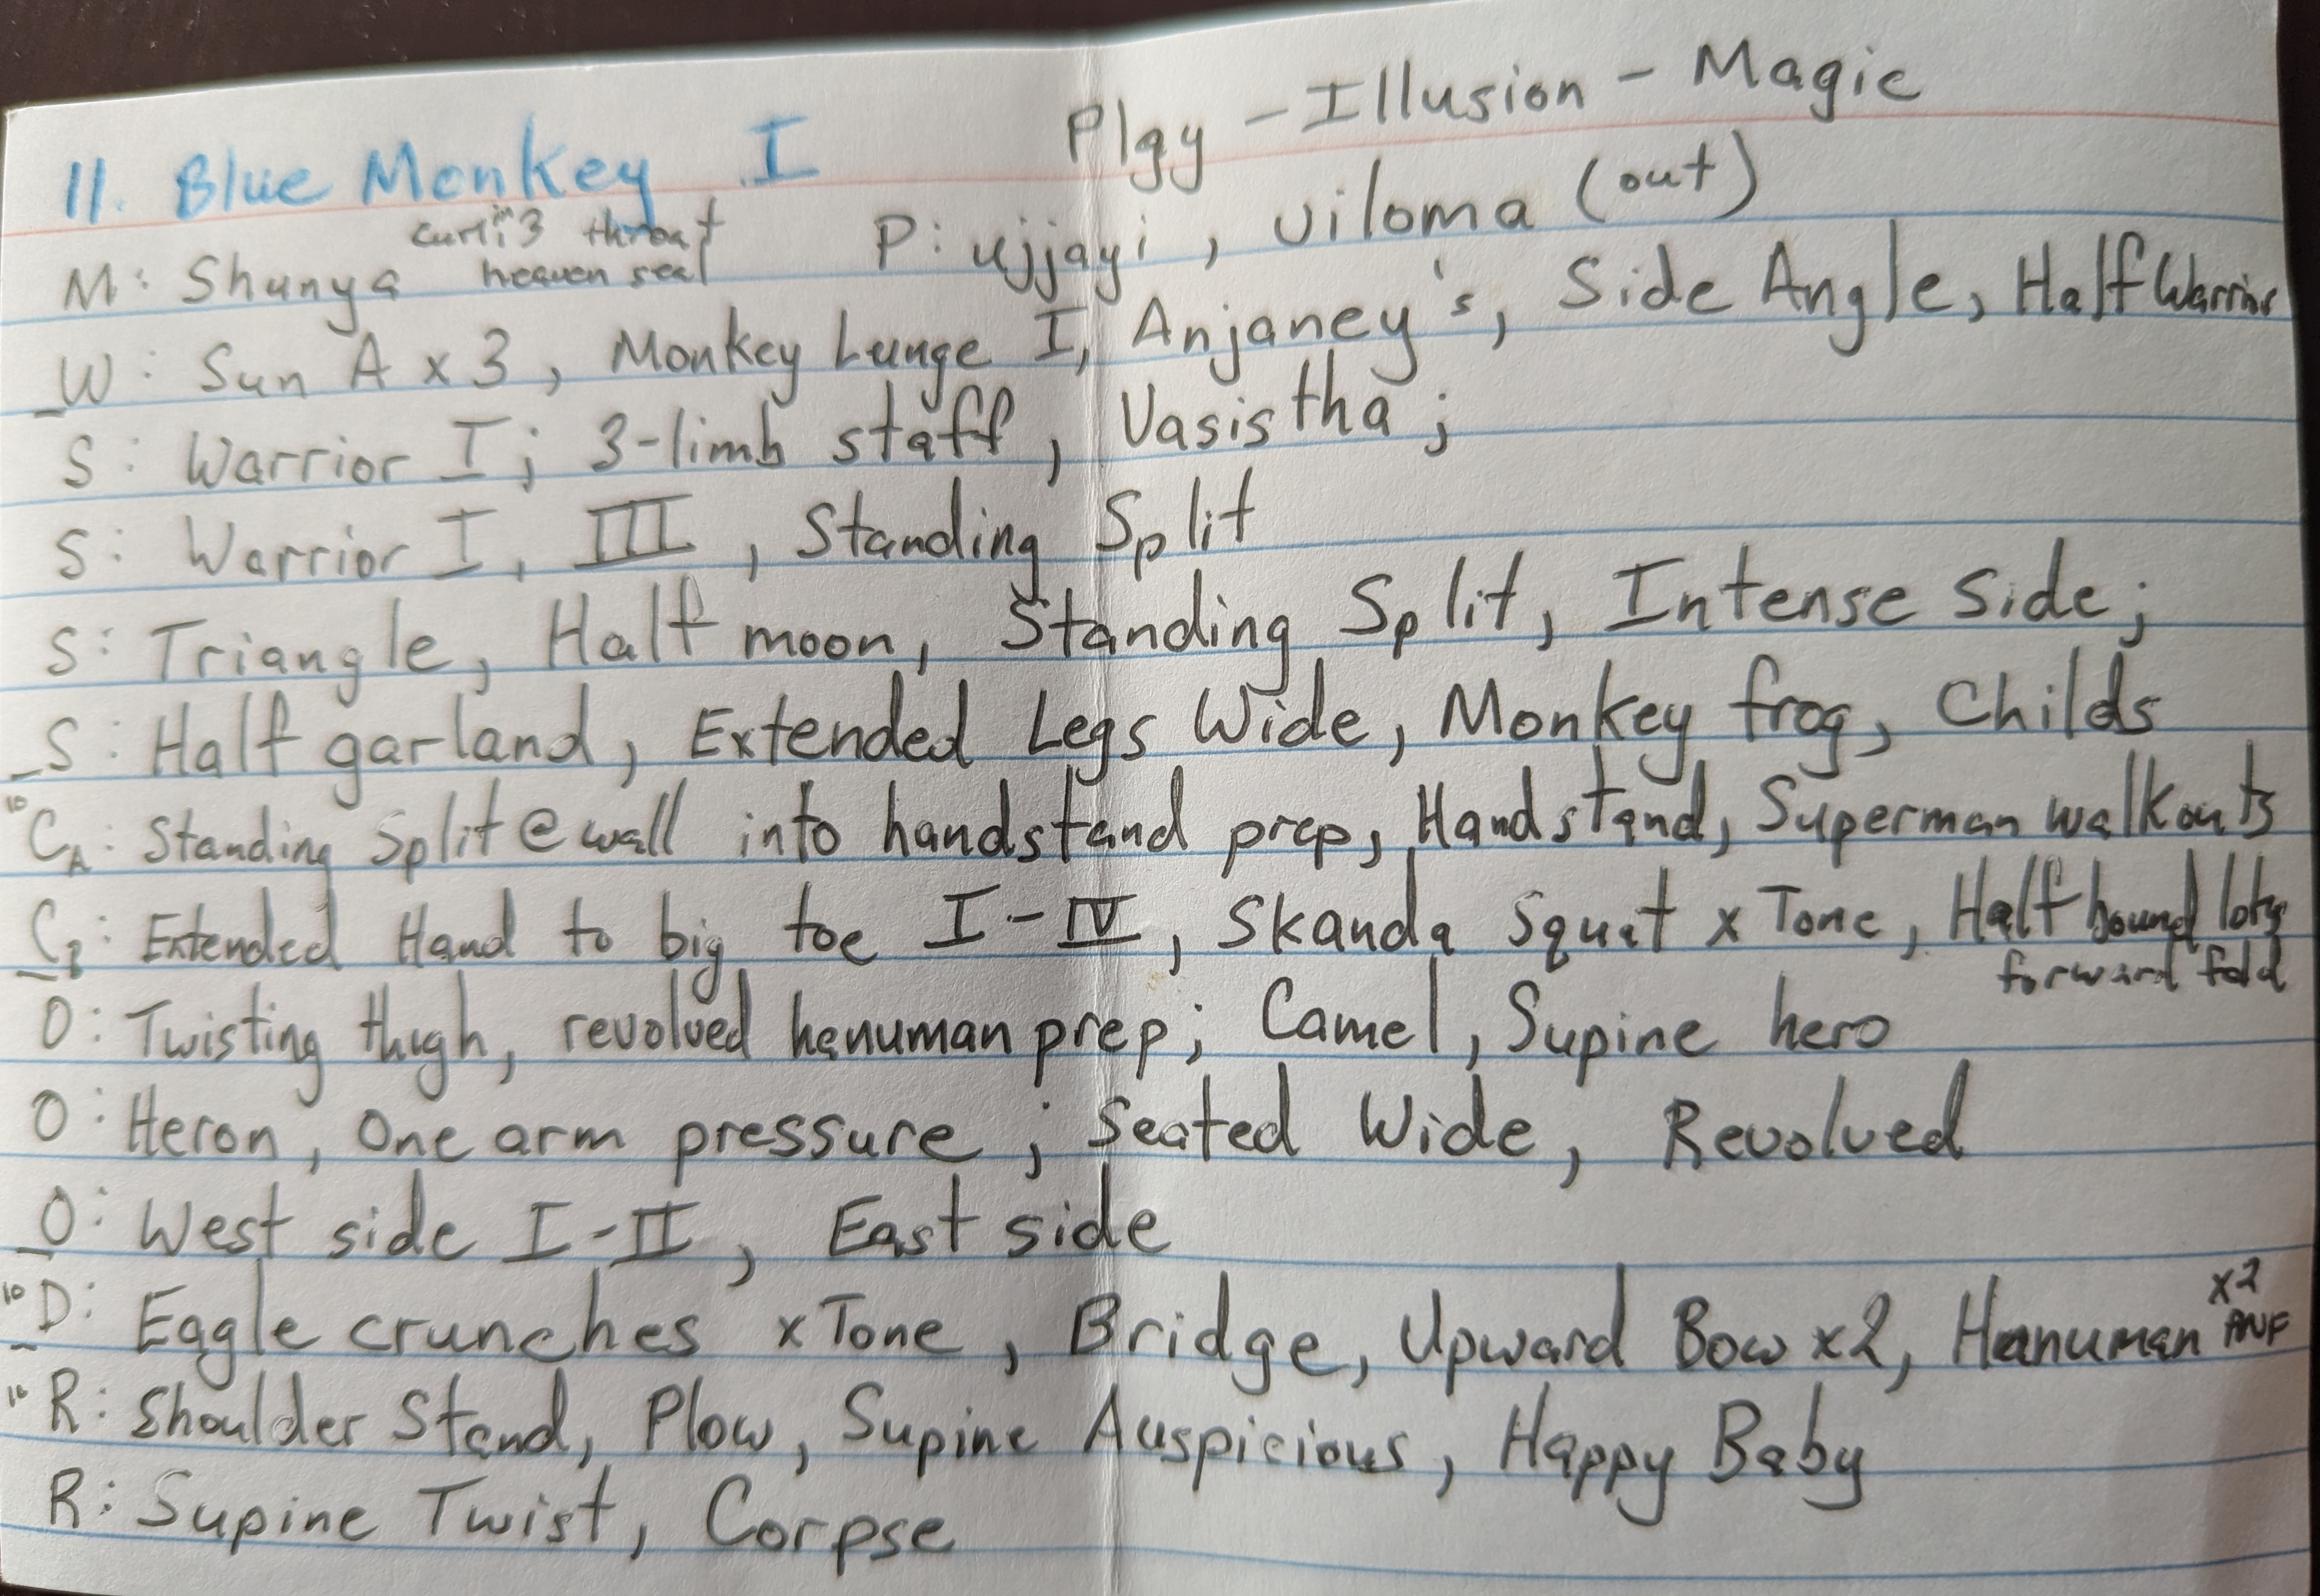 11. Blue Monkey I Play - Illusion - Magic
M: Shunya curl in 3 throat heaven seal P: ujjayi, viloma (out)
W: Sun A x 3, Monkey Lunge I, Anjaney's, Side Angle, Half Warrior
S: Warrior I; 3-limb staff, Vasistha;
S: Warrior I, III, Standing Split
S: Triangle, Half moon, Standing Split, Intense Side;
S: Half garland, Extended Legs Wide, Monkey frog, Childs
10 CA: Standing Split @ wall into handstand prep, Handstand, Superman walkouts
CB: Extended Hand to big toe I-IV, Skanda Squat x Tone, Half bound lotus forward fold
O: Twisting thigh, revolved hanuman prep; Camel, Supine hero
O: Heron, One arm pressure; Seated Wide, Revolved
O: West side I-II, East side
10 D: Eagle crunches x Tone, Bridge, Upward Bow x2, Hanuman x2 PNF
10 R: Shoulder Stand, Plow, Supine Auspicious, Happy Baby
R: Supine Twist, Corpse